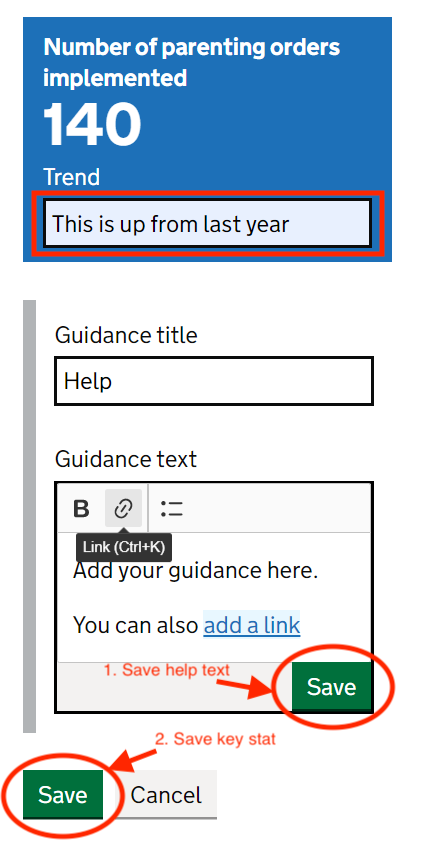 Number of parenting orders
implemented
140
Trend
This is up from last year
Guidance title
Help
Guidance text
B
Link (Ctrl+K)
Add your guidance here.
You can also add a link
1. Save help text
Save
2. Save key stat
Save Cancel